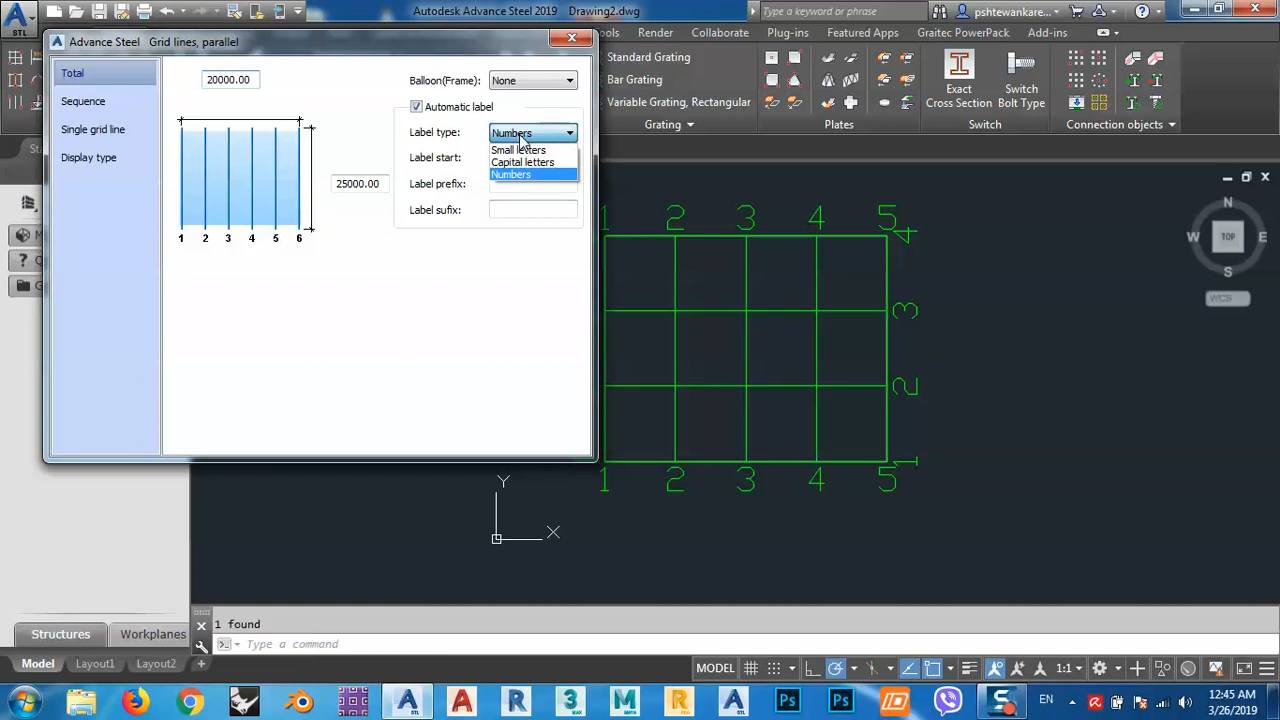 STL
Autodesk Advance Steel 2019 Drawing2.dwg
Type a keyword or phrase
pshtewankare...
Render Collaborate Plug-ins Featured Apps Graitec PowerPack Add-ins
Standard Grating
Bar Grating
Variable Grating, Rectangular
Exact Cross Section
Switch Bolt Type
Grating
Plates
Switch
Connection objects
Advance Steel Grid lines, parallel
Total
Sequence
Single grid line
Display type
20000.00
25000.00
1 2 3 4 5 6
Balloon(Frame): None
Automatic label
Label type: Numbers
Small letters
Capital letters
Numbers
Label start:
Label prefix:
Label sufix:
1 2 3 4 5
4
3
2
1
1 2 3 4 5
Y
X
N
W TOP E
S
WCS
1 found
Type a command
Structures Workplanes
Model Layout1 Layout2
MODEL
1:1
EN
12:45 AM
3/26/2019